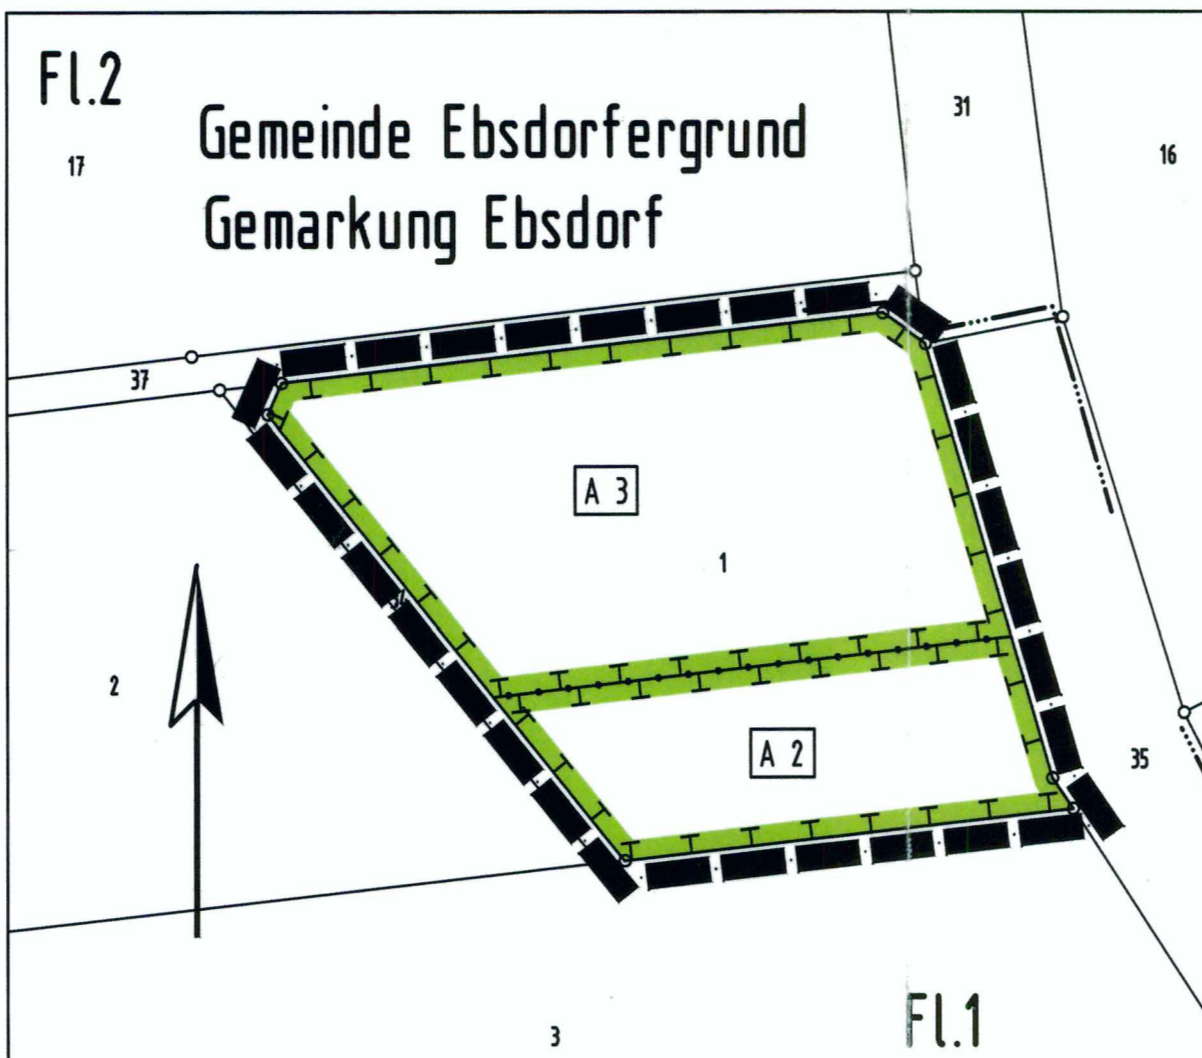 Fl.2
31
Gemeinde Ebsdorfergrund
17
16
Gemarkung Ebsdorf
37
A 3
1
2
A 2
35
Fl.1
3